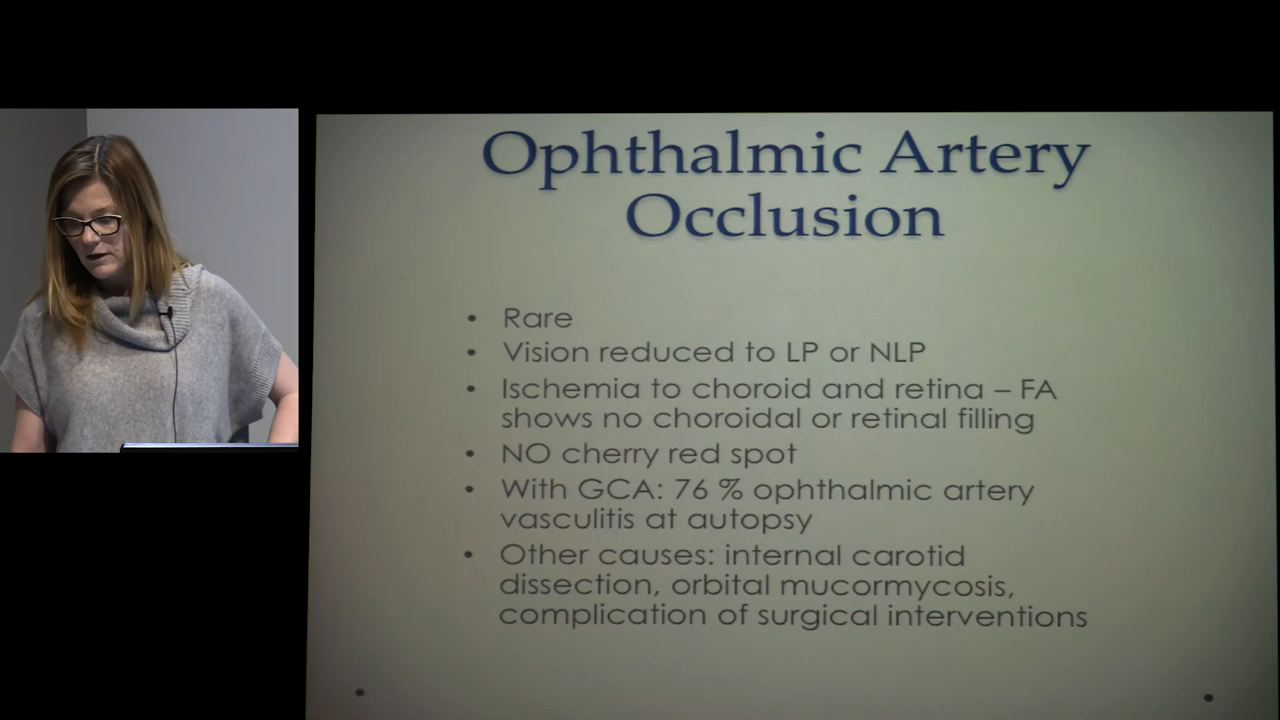 Ophthalmic Artery
Occlusion
• Rare
• Vision reduced to LP or NLP
• Ischemia to choroid and retina – FA
shows no choroidal or retinal filling
• NO cherry red spot
• With GCA: 76 % ophthalmic artery
vasculitis at autopsy
• Other causes: internal carotid
dissection, orbital mucormycosis,
complication of surgical interventions